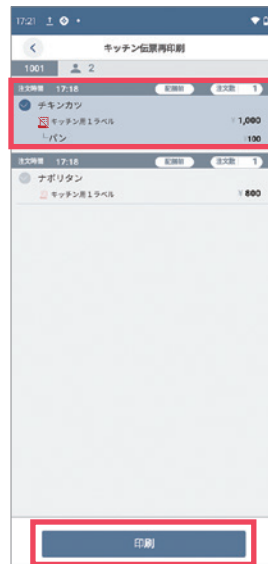 17:21
キッチン伝票再印刷
1001 2
注文時間 17:18 配膳前 注文数 1
チキンカツ
キッチン用1ラベル ¥1,000
└パン ¥100
注文時間 17:18 配膳前 注文数 1
ナポリタン
キッチン用1ラベル ¥800
印刷